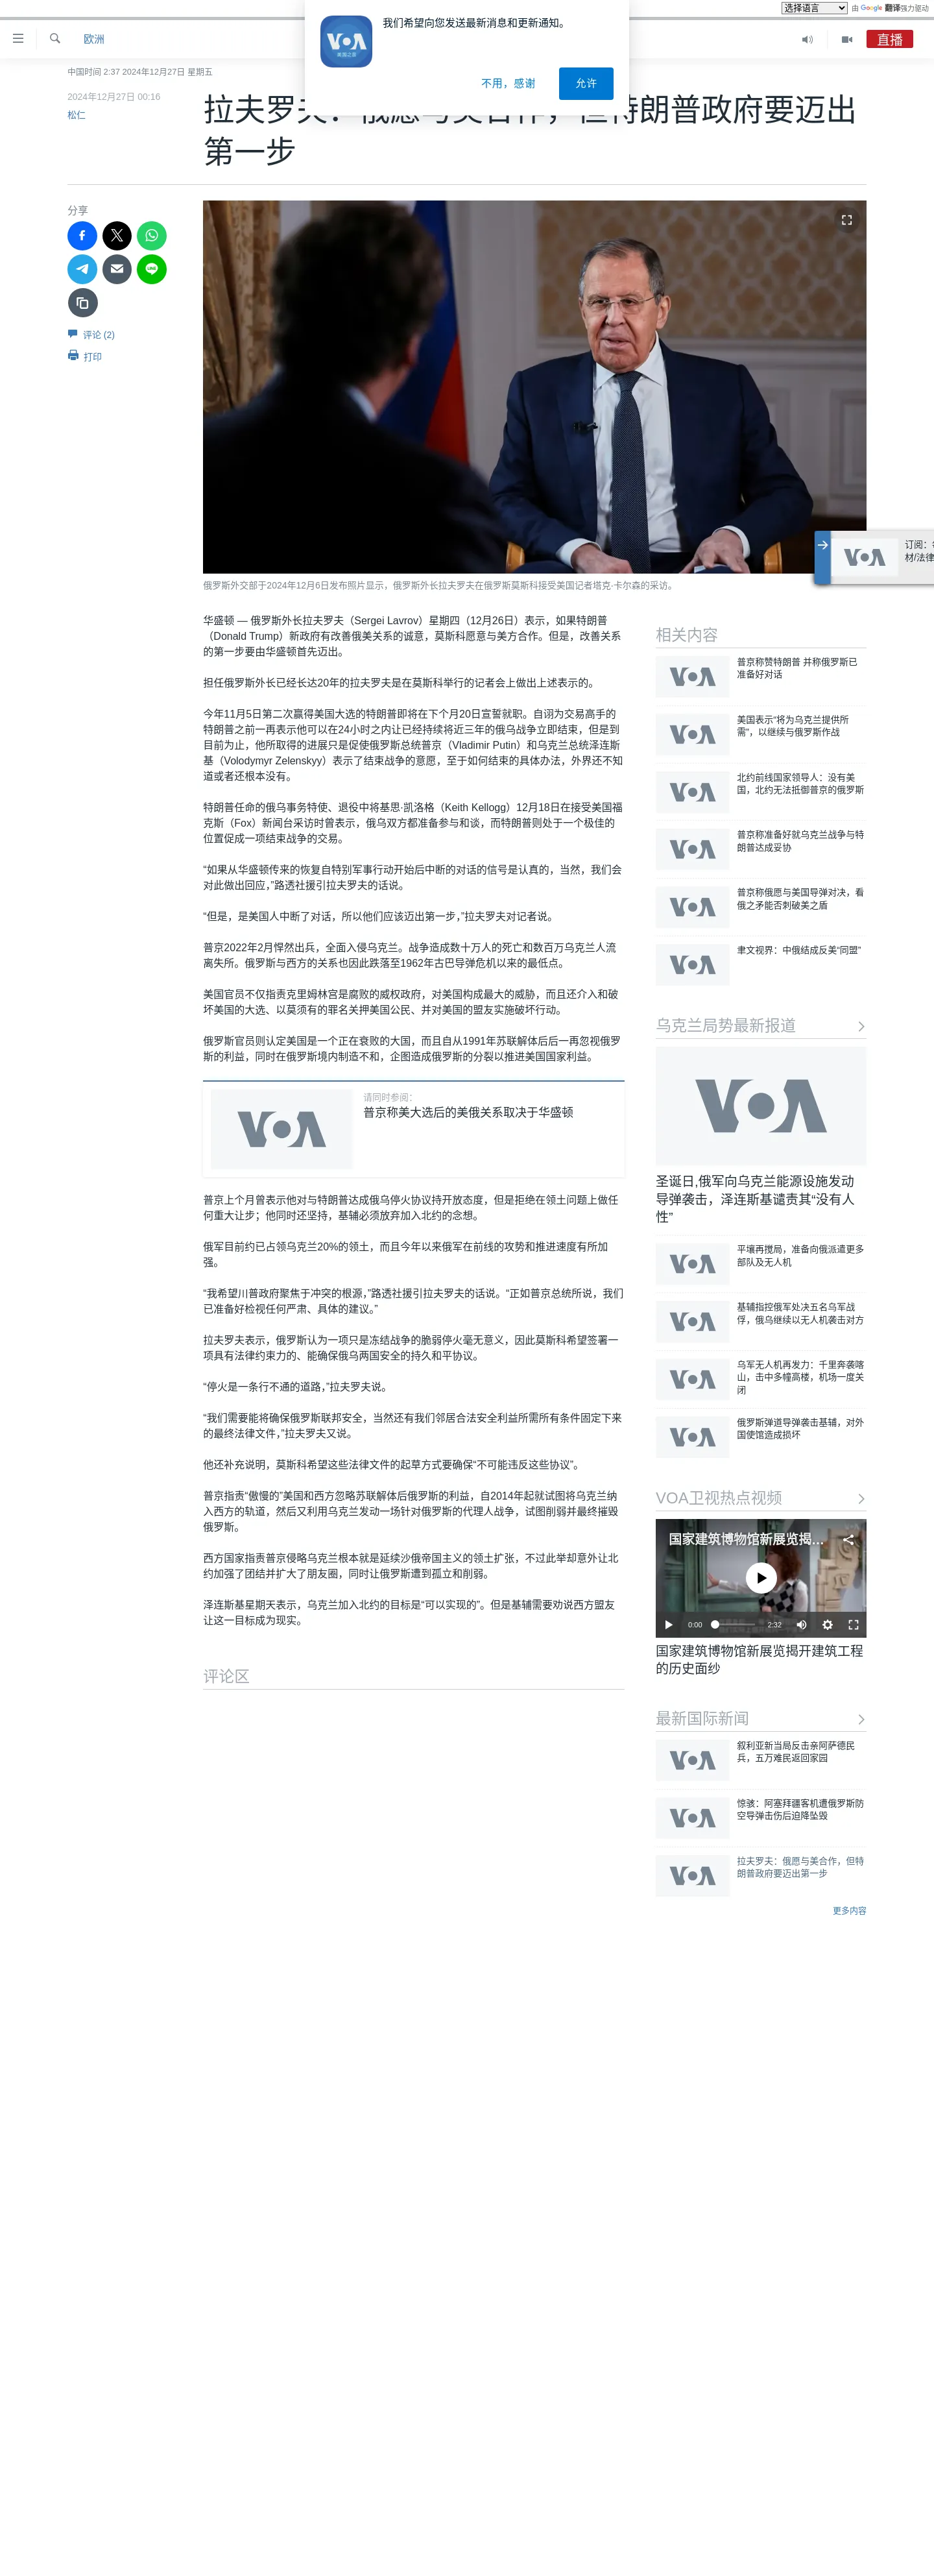 选择语言 由 Google 翻译强力驱动
我们希望向您发送最新消息和更新通知。
不用，感谢
允许
欧洲
直播
中国时间 2:37 2024年12月27日 星期五
2024年12月27日 00:16
松仁
拉夫罗夫：俄愿与美合作，但特朗普政府要迈出
第一步
分享
评论 (2)
打印
俄罗斯外交部于2024年12月6日发布照片显示，俄罗斯外长拉夫罗夫在俄罗斯莫斯科接受美国记者塔克·卡尔森的采访。
华盛顿 — 俄罗斯外长拉夫罗夫（Sergei Lavrov）星期四（12月26日）表示，如果特朗普
（Donald Trump）新政府有改善俄美关系的诚意，莫斯科愿意与美方合作。但是，改善关系
的第一步要由华盛顿首先迈出。
担任俄罗斯外长已经长达20年的拉夫罗夫是在莫斯科举行的记者会上做出上述表示的。
今年11月5日第二次赢得美国大选的特朗普即将在下个月20日宣誓就职。自诩为交易高手的
特朗普之前一再表示他可以在24小时之内让已经持续将近三年的俄乌战争立即结束，但是到
目前为止，他所取得的进展只是促使俄罗斯总统普京（Vladimir Putin）和乌克兰总统泽连斯
基（Volodymyr Zelenskyy）表示了结束战争的意愿，至于如何结束的具体办法，外界还不知
道或者还根本没有。
特朗普任命的俄乌事务特使、退役中将基思·凯洛格（Keith Kellogg）12月18日在接受美国福
克斯（Fox）新闻台采访时曾表示，俄乌双方都准备参与和谈，而特朗普则处于一个极佳的
位置促成一项结束战争的交易。
“如果从华盛顿传来的恢复自特别军事行动开始后中断的对话的信号是认真的，当然，我们会
对此做出回应，”路透社援引拉夫罗夫的话说。
“但是，是美国人中断了对话，所以他们应该迈出第一步，”拉夫罗夫对记者说。
普京2022年2月悍然出兵，全面入侵乌克兰。战争造成数十万人的死亡和数百万乌克兰人流
离失所。俄罗斯与西方的关系也因此跌落至1962年古巴导弹危机以来的最低点。
美国官员不仅指责克里姆林宫是腐败的威权政府，对美国构成最大的威胁，而且还介入和破
坏美国的大选、以莫须有的罪名关押美国公民、并对美国的盟友实施破坏行动。
俄罗斯官员则认定美国是一个正在衰败的大国，而且自从1991年苏联解体后后一再忽视俄罗
斯的利益，同时在俄罗斯境内制造不和，企图造成俄罗斯的分裂以推进美国国家利益。
VOA
请同时参阅：
普京称美大选后的美俄关系取决于华盛顿
普京上个月曾表示他对与特朗普达成俄乌停火协议持开放态度，但是拒绝在领土问题上做任
何重大让步；他同时还坚持，基辅必须放弃加入北约的念想。
俄军目前约已占领乌克兰20%的领土，而且今年以来俄军在前线的攻势和推进速度有所加
强。
“我希望川普政府聚焦于冲突的根源，”路透社援引拉夫罗夫的话说。“正如普京总统所说，我们
已准备好检视任何严肃、具体的建议。”
拉夫罗夫表示，俄罗斯认为一项只是冻结战争的脆弱停火毫无意义，因此莫斯科希望签署一
项具有法律约束力的、能确保俄乌两国安全的持久和平协议。
“停火是一条行不通的道路，”拉夫罗夫说。
“我们需要能将确保俄罗斯联邦安全，当然还有我们邻居合法安全利益所需所有条件固定下来
的最终法律文件，”拉夫罗夫又说。
他还补充说明，莫斯科希望这些法律文件的起草方式要确保“不可能违反这些协议”。
普京指责“傲慢的”美国和西方忽略苏联解体后俄罗斯的利益，自2014年起就试图将乌克兰纳
入西方的轨道，然后又利用乌克兰发动一场针对俄罗斯的代理人战争，试图削弱并最终摧毁
俄罗斯。
西方国家指责普京侵略乌克兰根本就是延续沙俄帝国主义的领土扩张，不过此举却意外让北
约加强了团结并扩大了朋友圈，同时让俄罗斯遭到孤立和削弱。
泽连斯基星期天表示，乌克兰加入北约的目标是“可以实现的”。但是基辅需要劝说西方盟友
让这一目标成为现实。
评论区
VOA
订阅：每
材/法律
相关内容
VOA
普京称赞特朗普 并称俄罗斯已
准备好对话
VOA
美国表示“将为乌克兰提供所
需”，以继续与俄罗斯作战
VOA
北约前线国家领导人：没有美
国，北约无法抵御普京的俄罗斯
VOA
普京称准备好就乌克兰战争与特
朗普达成妥协
VOA
普京称俄愿与美国导弹对决，看
俄之矛能否刺破美之盾
VOA
聿文视界：中俄结成反美“同盟”
乌克兰局势最新报道
VOA
圣诞日,俄军向乌克兰能源设施发动
导弹袭击，泽连斯基谴责其“没有人
性”
VOA
平壤再搅局，准备向俄派遣更多
部队及无人机
VOA
基辅指控俄军处决五名乌军战
俘，俄乌继续以无人机袭击对方
VOA
乌军无人机再发力：千里奔袭喀
山，击中多幢高楼，机场一度关
闭
VOA
俄罗斯弹道导弹袭击基辅，对外
国使馆造成损坏
VOA卫视热点视频
国家建筑博物馆新展览揭...
0:00
2:32
国家建筑博物馆新展览揭开建筑工程
的历史面纱
最新国际新闻
VOA
叙利亚新当局反击亲阿萨德民
兵，五万难民返回家园
VOA
惊骇：阿塞拜疆客机遭俄罗斯防
空导弹击伤后迫降坠毁
VOA
拉夫罗夫：俄愿与美合作，但特
朗普政府要迈出第一步
更多内容